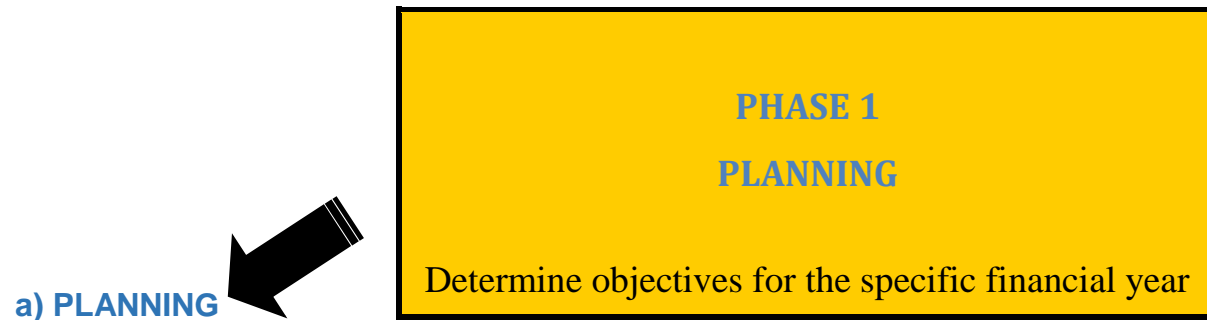 PHASE 1
PLANNING
Determine objectives for the specific financial year
a) PLANNING